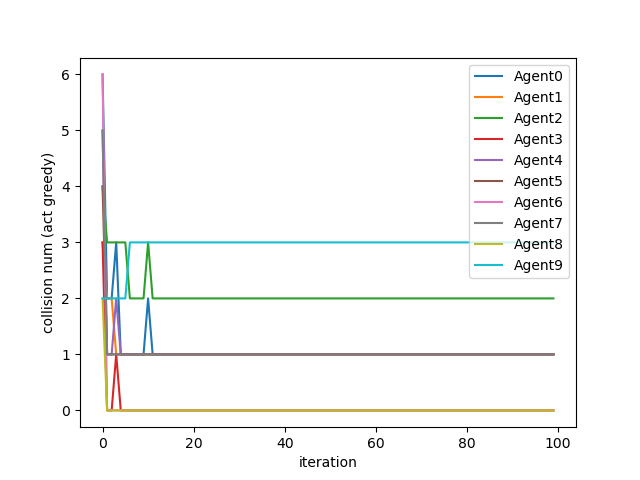 collision num (act greedy)
6
5
4
3
2
1
0
0
20
40
60
80
100
iteration
Agent0
Agent1
Agent2
Agent3
Agent4
Agent5
Agent6
Agent7
Agent8
Agent9